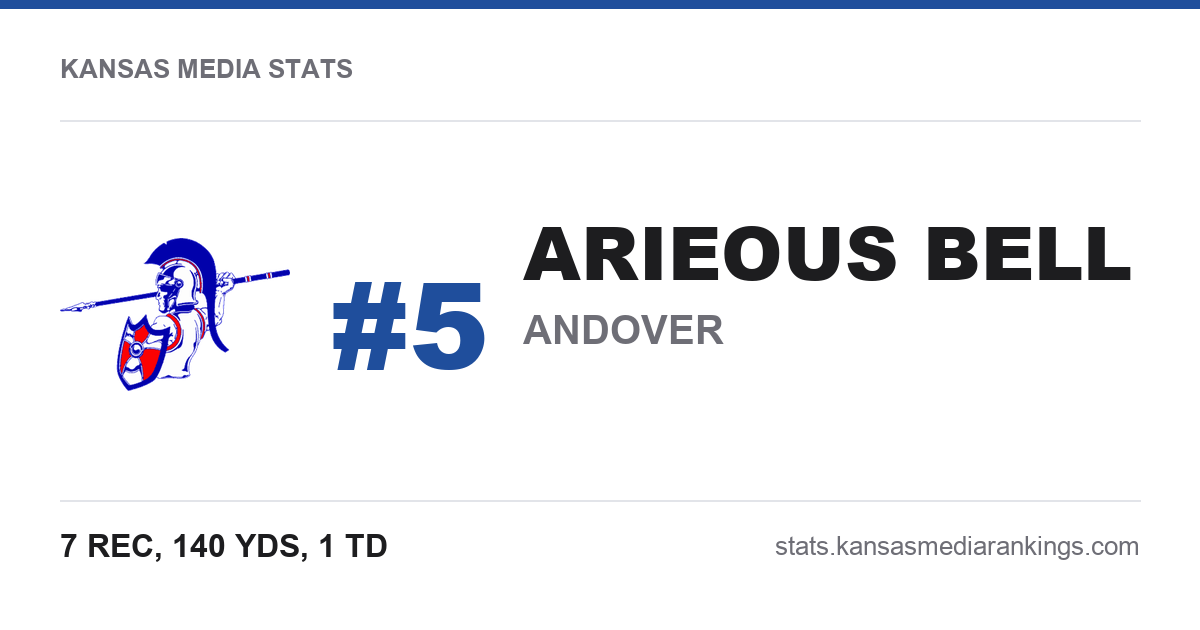 KANSAS MEDIA STATS
#5
ARIEOUS BELL
ANDOVER
7 REC, 140 YDS, 1 TD
stats.kansasmediarankings.com